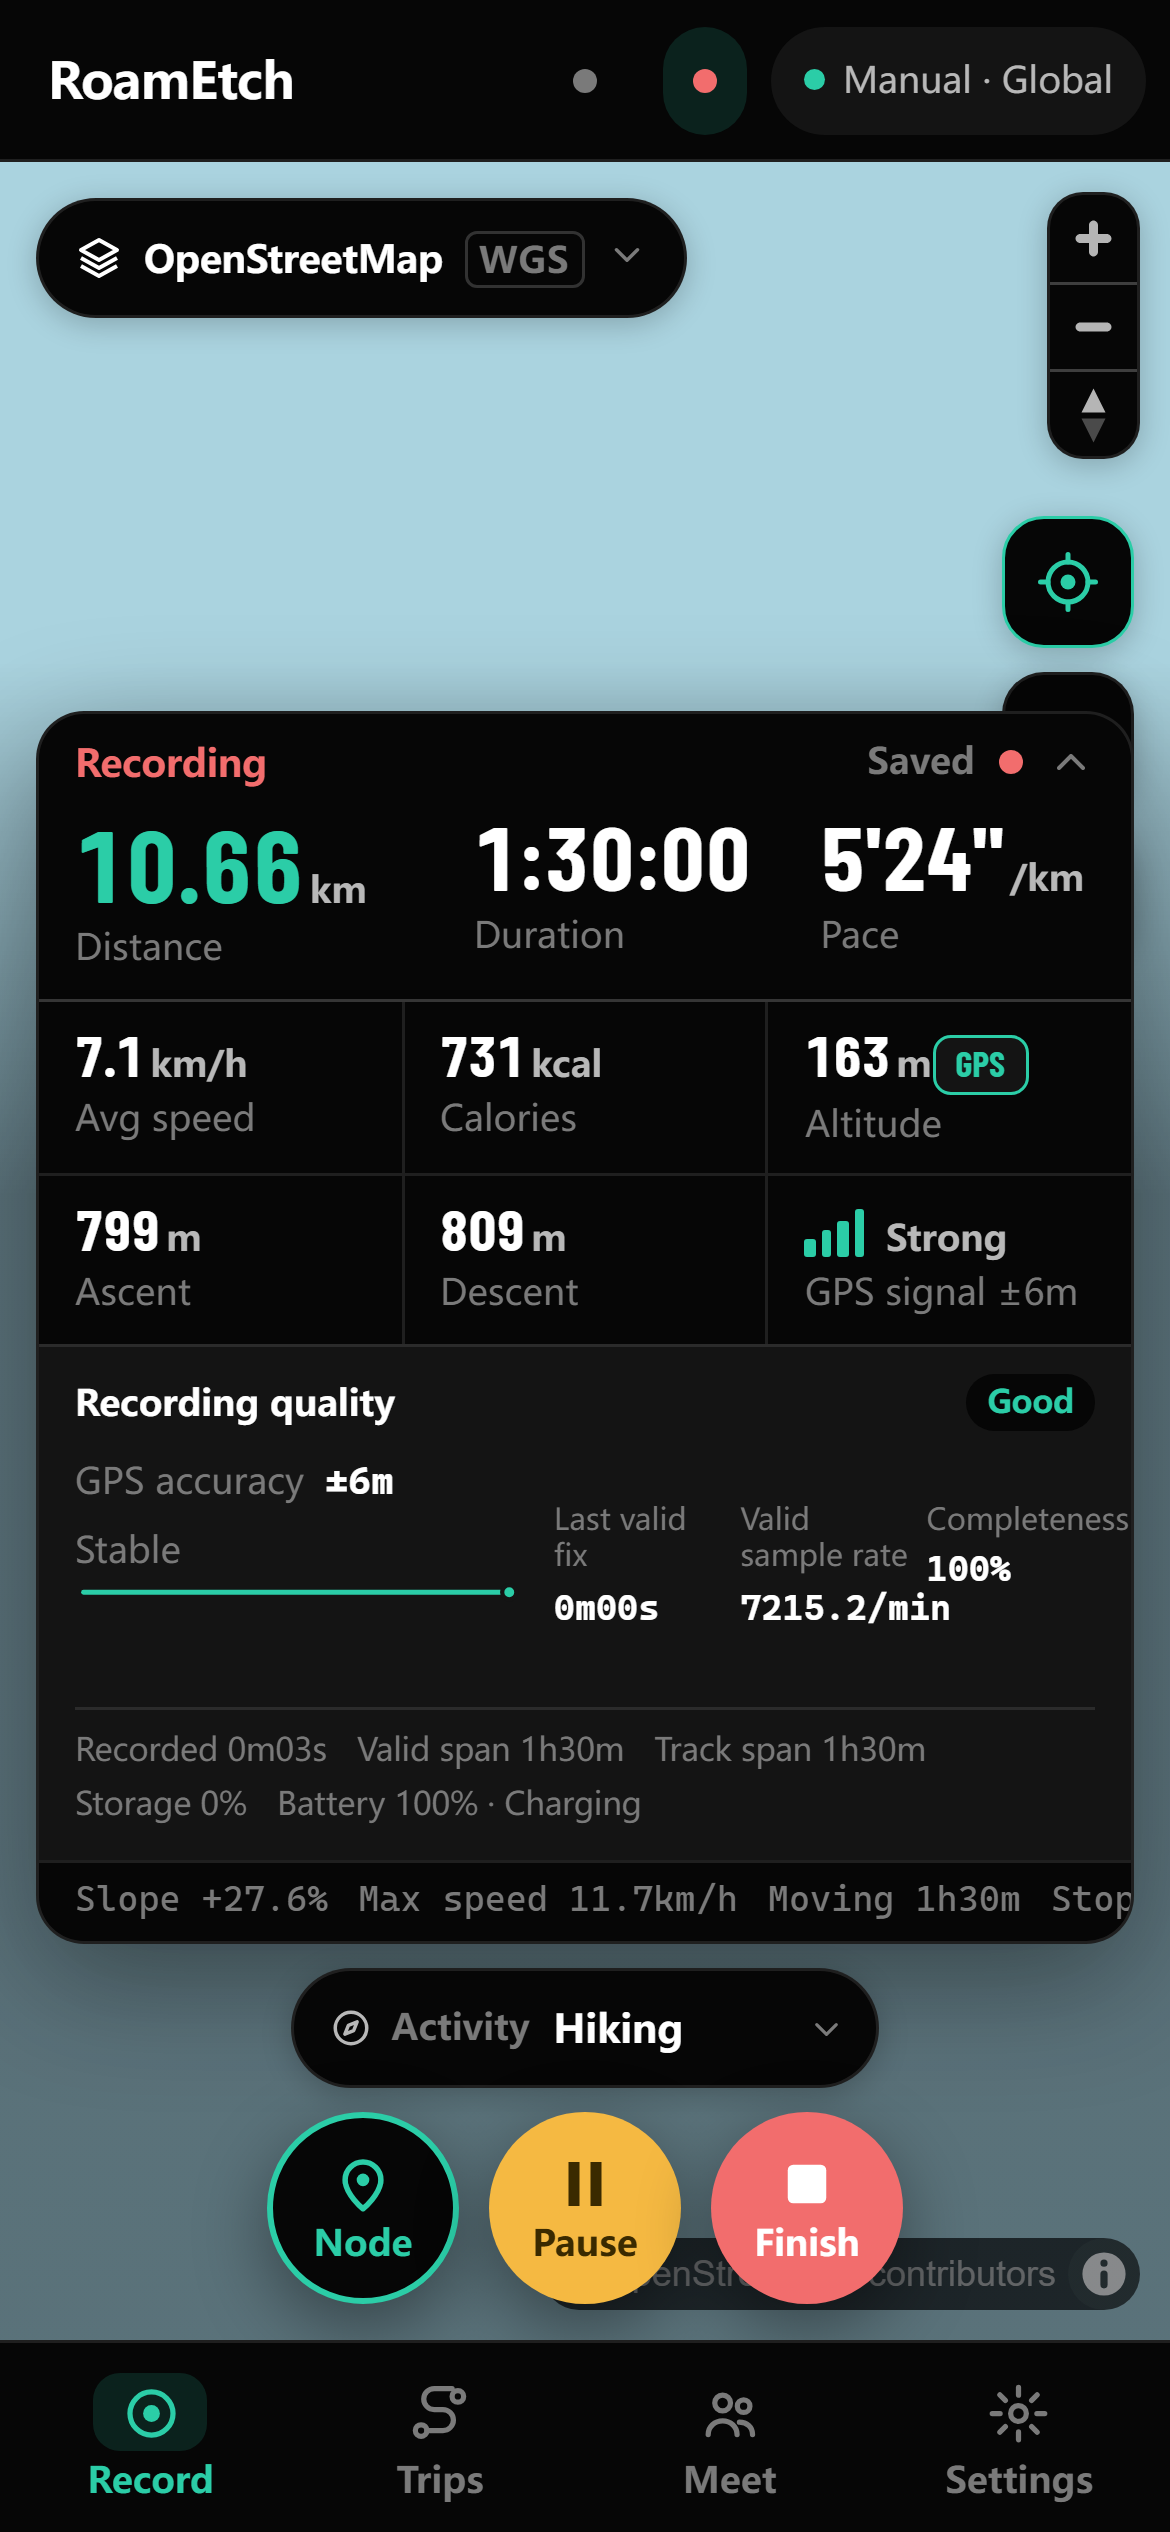 RoamEtch
Manual · Global
OpenStreetMap WGS
Recording Saved
10.66 km 1:30:00 5'24" /km
Distance Duration Pace
7.1 km/h 731 kcal 163 m GPS
Avg speed Calories Altitude
799 m 809 m Strong
Ascent Descent GPS signal ±6m
Recording quality Good
GPS accuracy ±6m
Stable
Last valid
fix
0m00s
Valid
sample rate
7215.2/min
Completeness
100%
Recorded 0m03s Valid span 1h30m Track span 1h30m
Storage 0% Battery 100% · Charging
Slope +27.6% Max speed 11.7km/h Moving 1h30m Stop
Activity Hiking
Node Pause Finish
contributors
Record Trips Meet Settings